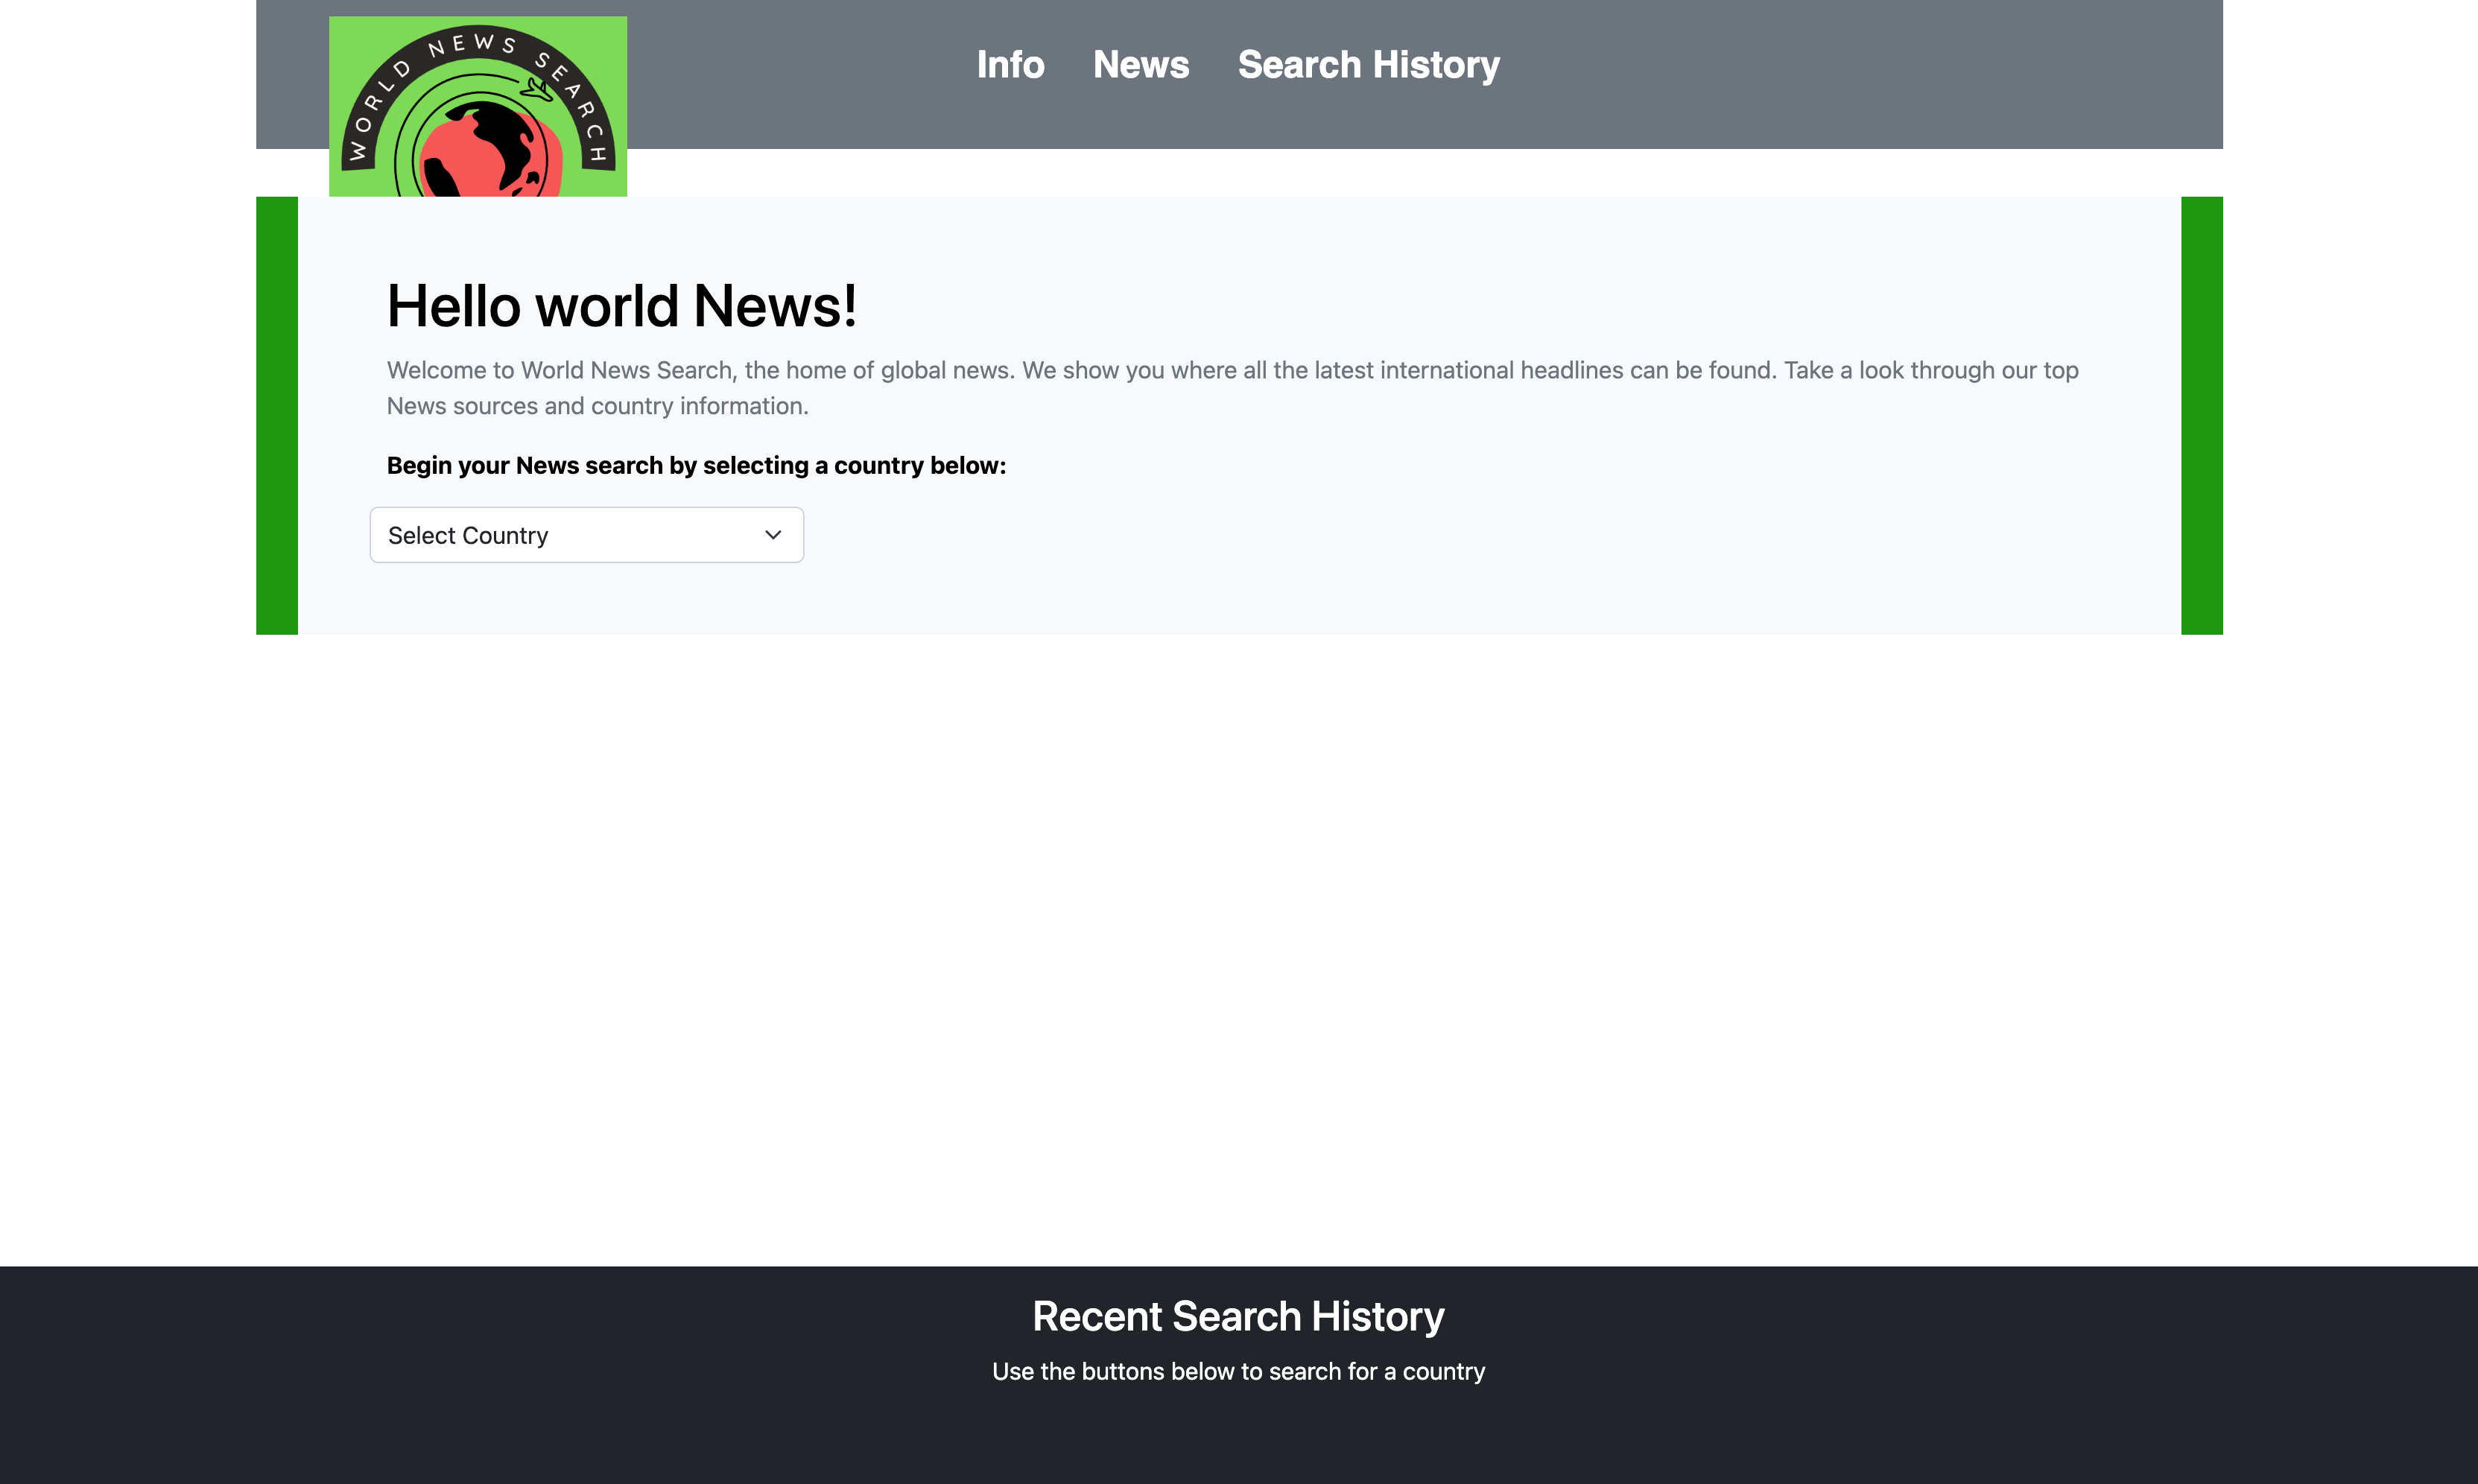 WORLD NEWS SEARCH
Info News Search History
Hello world News!
Welcome to World News Search, the home of global news. We show you where all the latest international headlines can be found. Take a look through our top
News sources and country information.
Begin your News search by selecting a country below:
Select Country
Recent Search History
Use the buttons below to search for a country